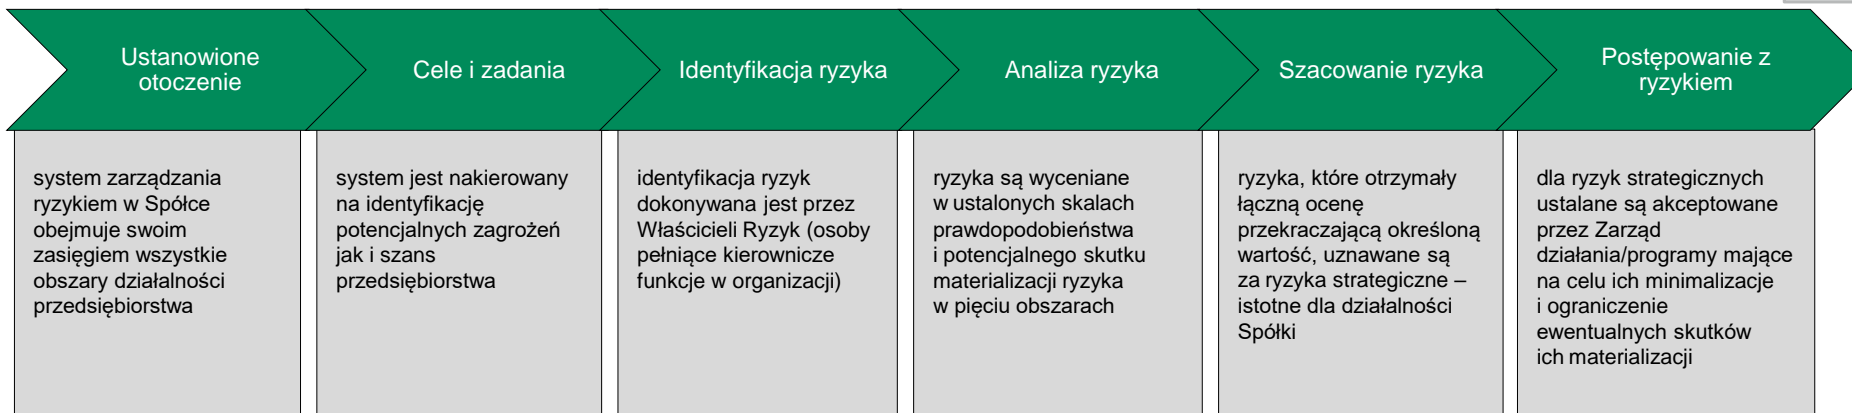 Ustanowione
otoczenie
Cele i zadania
Identyfikacja ryzyka
Analiza ryzyka
Szacowanie ryzyka
Postępowanie z
ryzykiem
system zarządzania
ryzykiem w Spółce
obejmuje swoim
zasięgiem wszystkie
obszary działalności
przedsiębiorstwa
system jest nakierowany
na identyfikację
potencjalnych zagrożeń
jak i szans
przedsiębiorstwa
identyfikacja ryzyk
dokonywana jest przez
Właścicieli Ryzyk (osoby
pełniące kierownicze
funkcje w organizacji)
ryzyka są wyceniane
w ustalonych skalach
prawdopodobieństwa
i potencjalnego skutku
materializacji ryzyka
w pięciu obszarach
ryzyka, które otrzymały
łączną ocenę
przekraczającą określoną
wartość, uznawane są
za ryzyka strategiczne –
istotne dla działalności
Spółki
dla ryzyk strategicznych
ustalane są akceptowane
przez Zarząd
działania/programy mające
na celu ich minimalizacje
i ograniczenie
ewentualnych skutków
ich materializacji